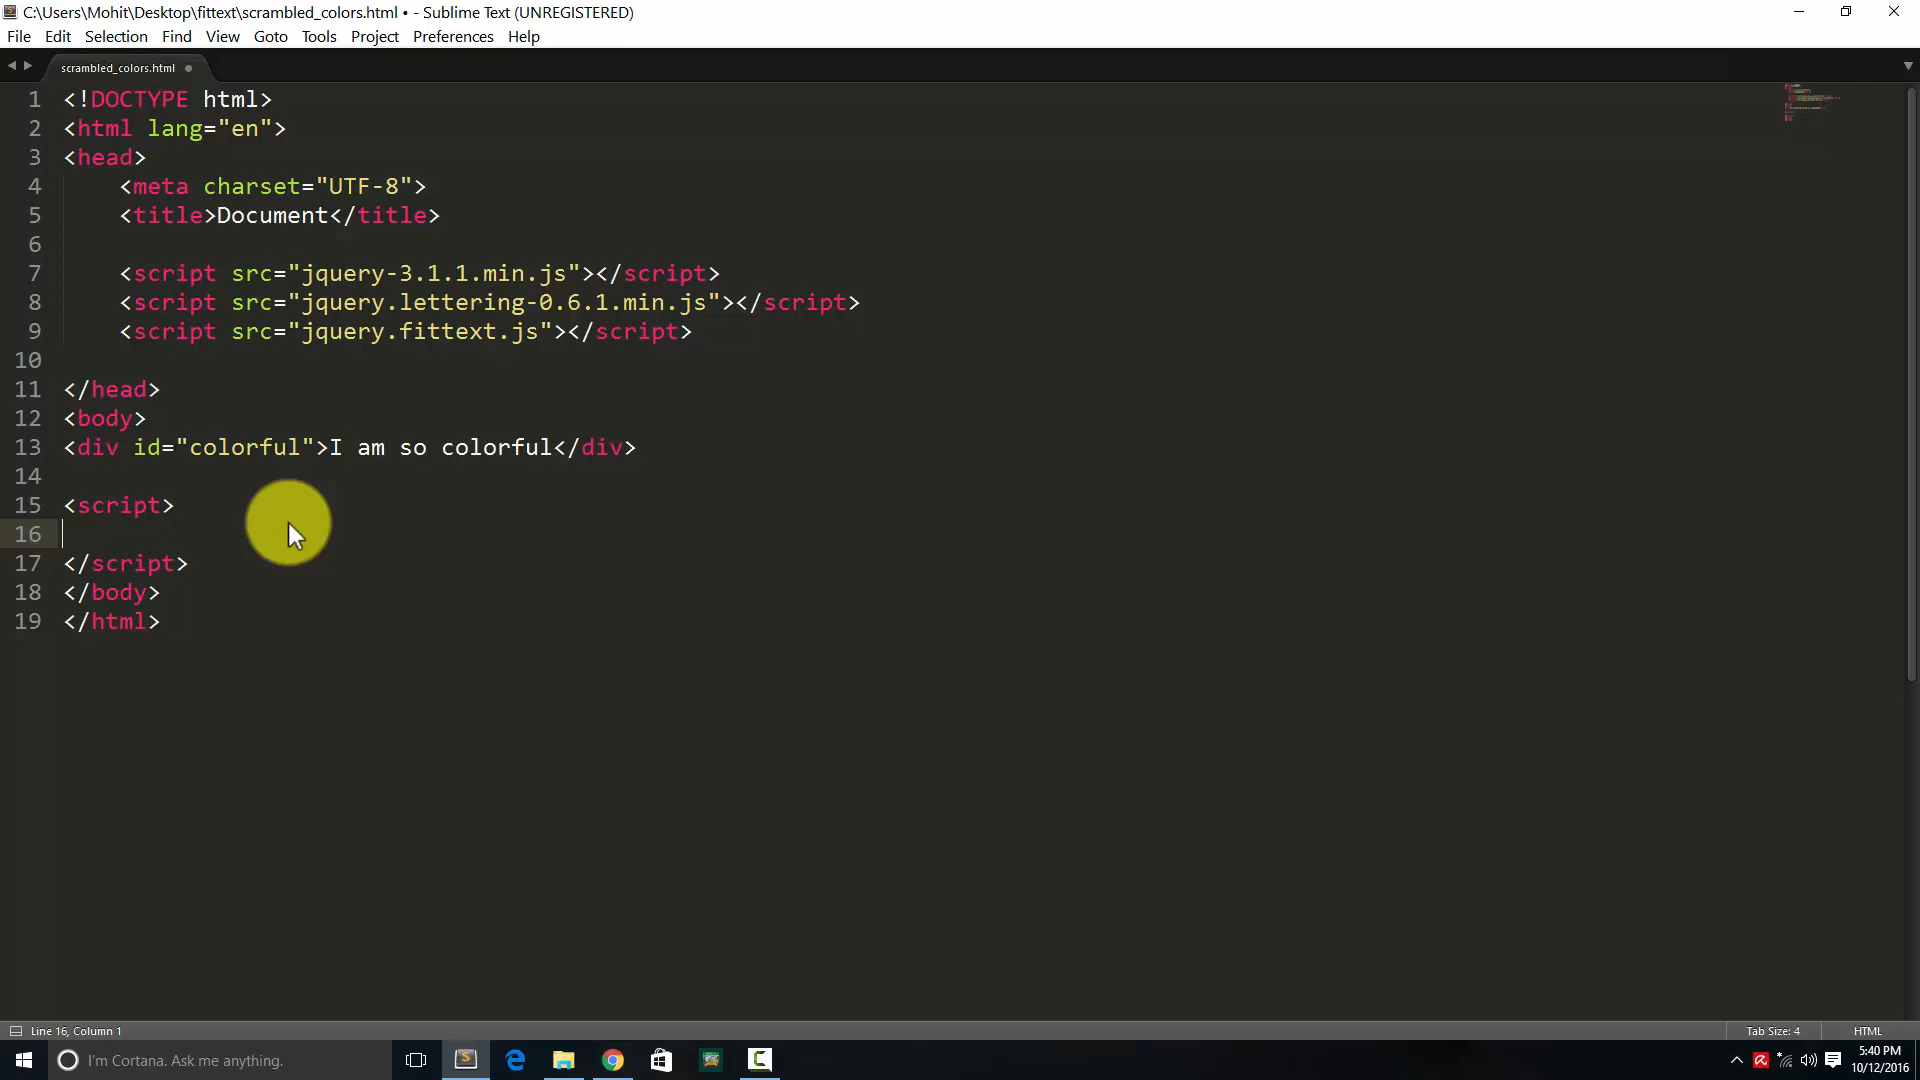 C:\Users\Mohit\Desktop\fittext\scrambled_colors.html • - Sublime Text (UNREGISTERED)
File Edit Selection Find View Goto Tools Project Preferences Help
scrambled_colors.html
1 <!DOCTYPE html>
2 <html lang="en">
3 <head>
4 <meta charset="UTF-8">
5 <title>Document</title>
6
7 <script src="jquery-3.1.1.min.js"></script>
8 <script src="jquery.lettering-0.6.1.min.js"></script>
9 <script src="jquery.fittext.js"></script>
10
11 </head>
12 <body>
13 <div id="colorful">I am so colorful</div>
14
15 <script>
16
17 </script>
18 </body>
19 </html>
Line 16, Column 1 Tab Size: 4 HTML
I'm Cortana. Ask me anything.
5:40 PM
10/12/2016